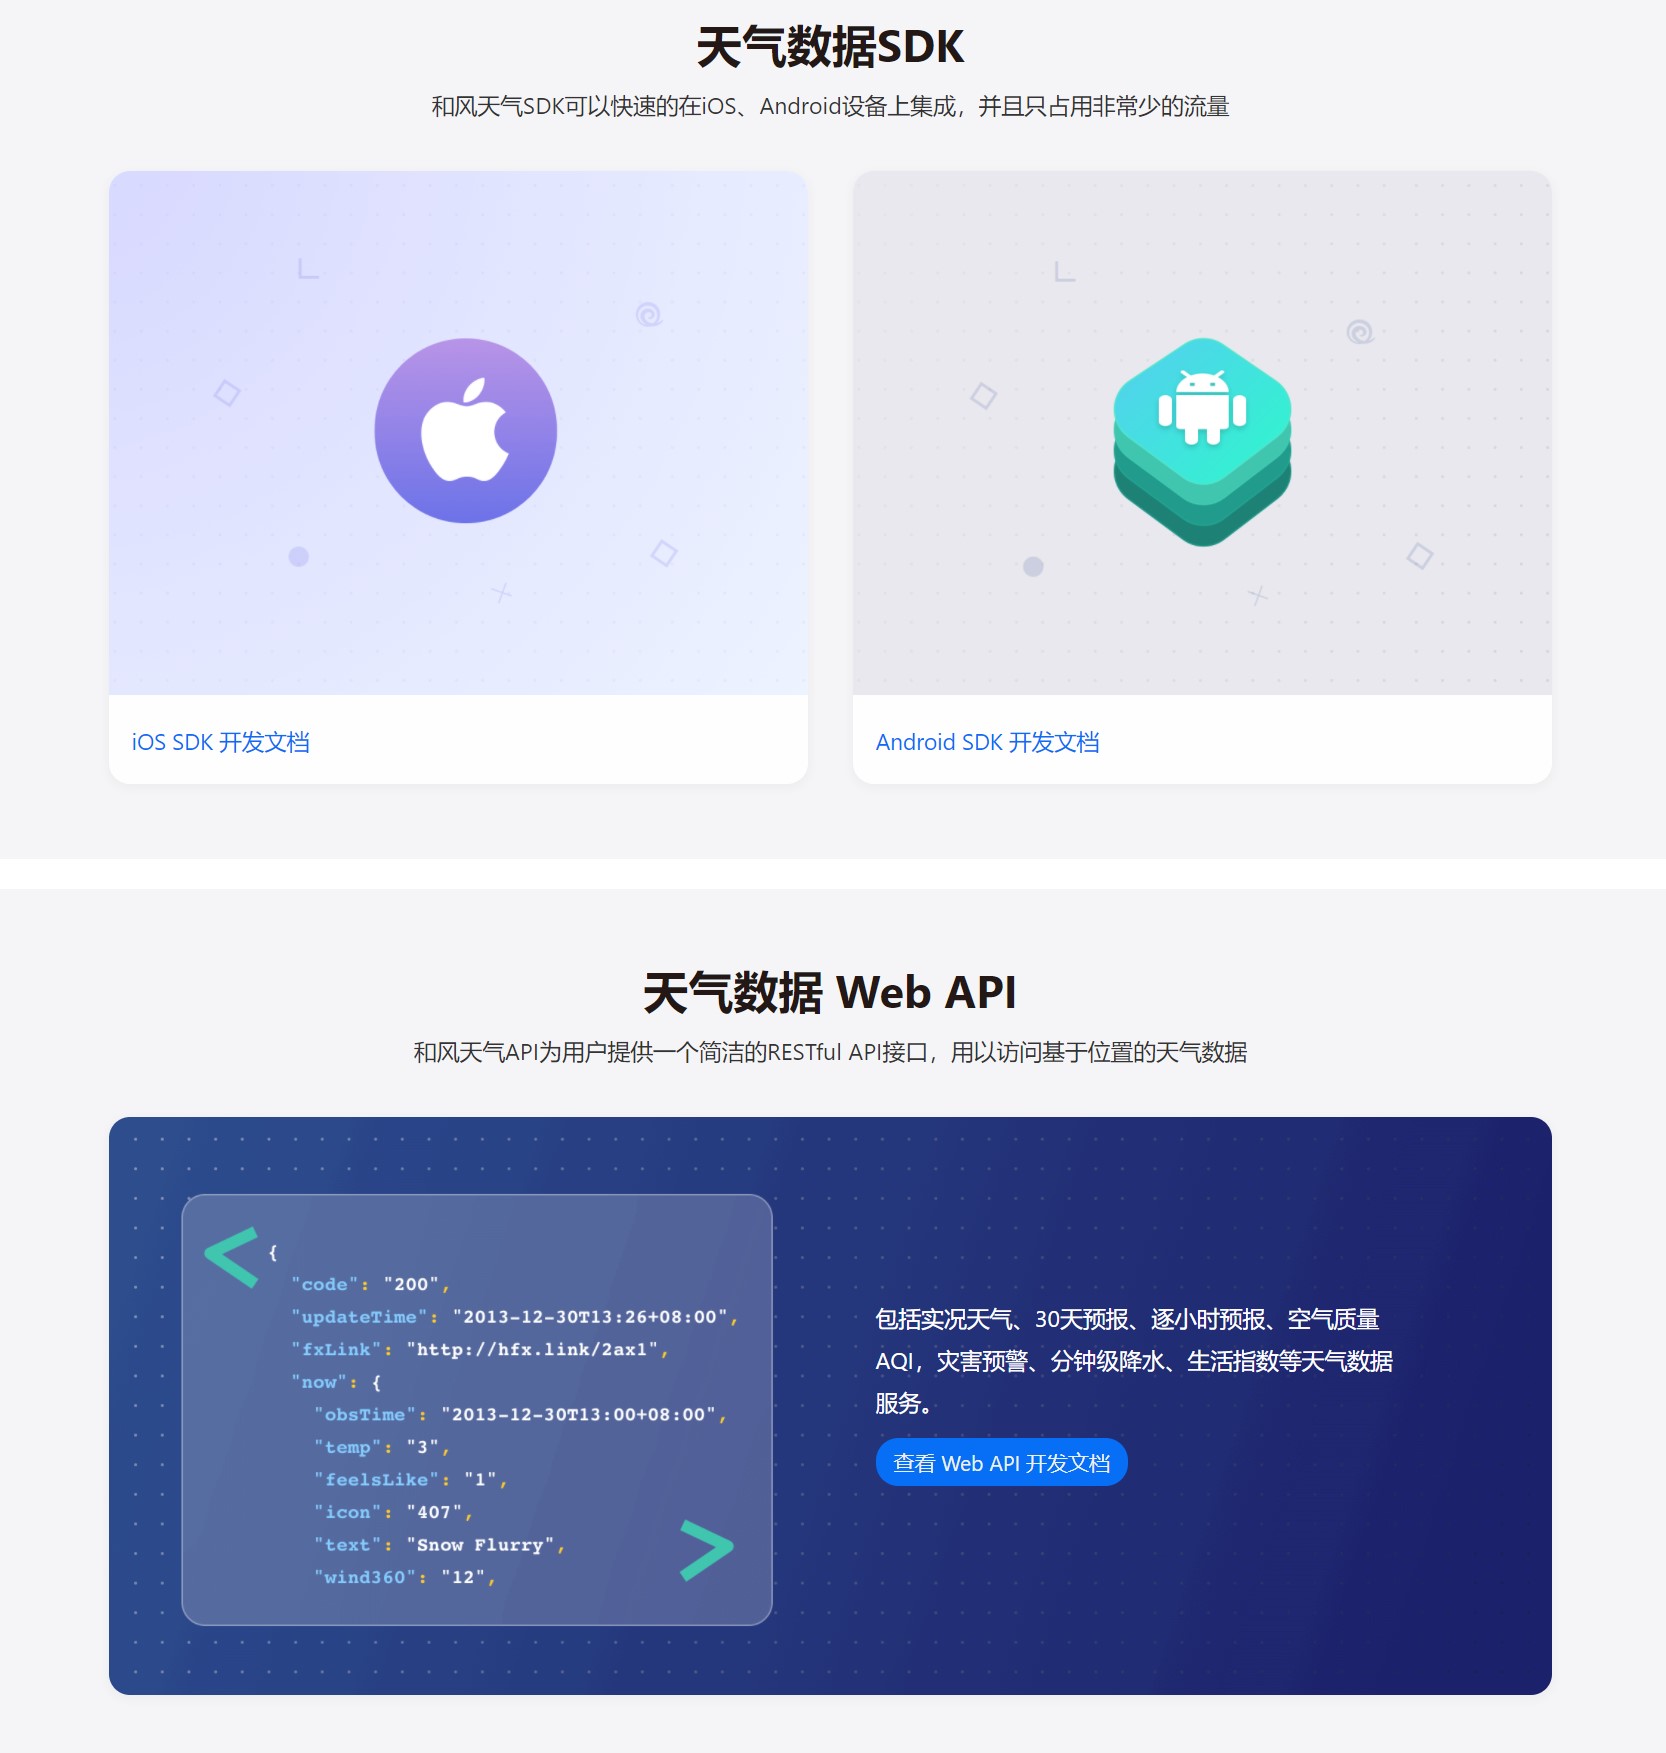 天气数据SDK
和风天气SDK可以快速的在iOS、Android设备上集成，并且只占用非常少的流量
iOS SDK 开发文档
Android SDK 开发文档
天气数据 Web API
和风天气API为用户提供一个简洁的RESTful API接口，用以访问基于位置的天气数据
{
"code": "200",
"updateTime": "2013-12-30T13:26+08:00",
"fxLink": "http://hfx.link/2ax1",
"now": {
"obsTime": "2013-12-30T13:00+08:00",
"temp": "3",
"feelsLike": "1",
"icon": "407",
"text": "Snow Flurry",
"wind360": "12",
包括实况天气、30天预报、逐小时预报、空气质量
AQI，灾害预警、分钟级降水、生活指数等天气数据
服务。
查看 Web API 开发文档